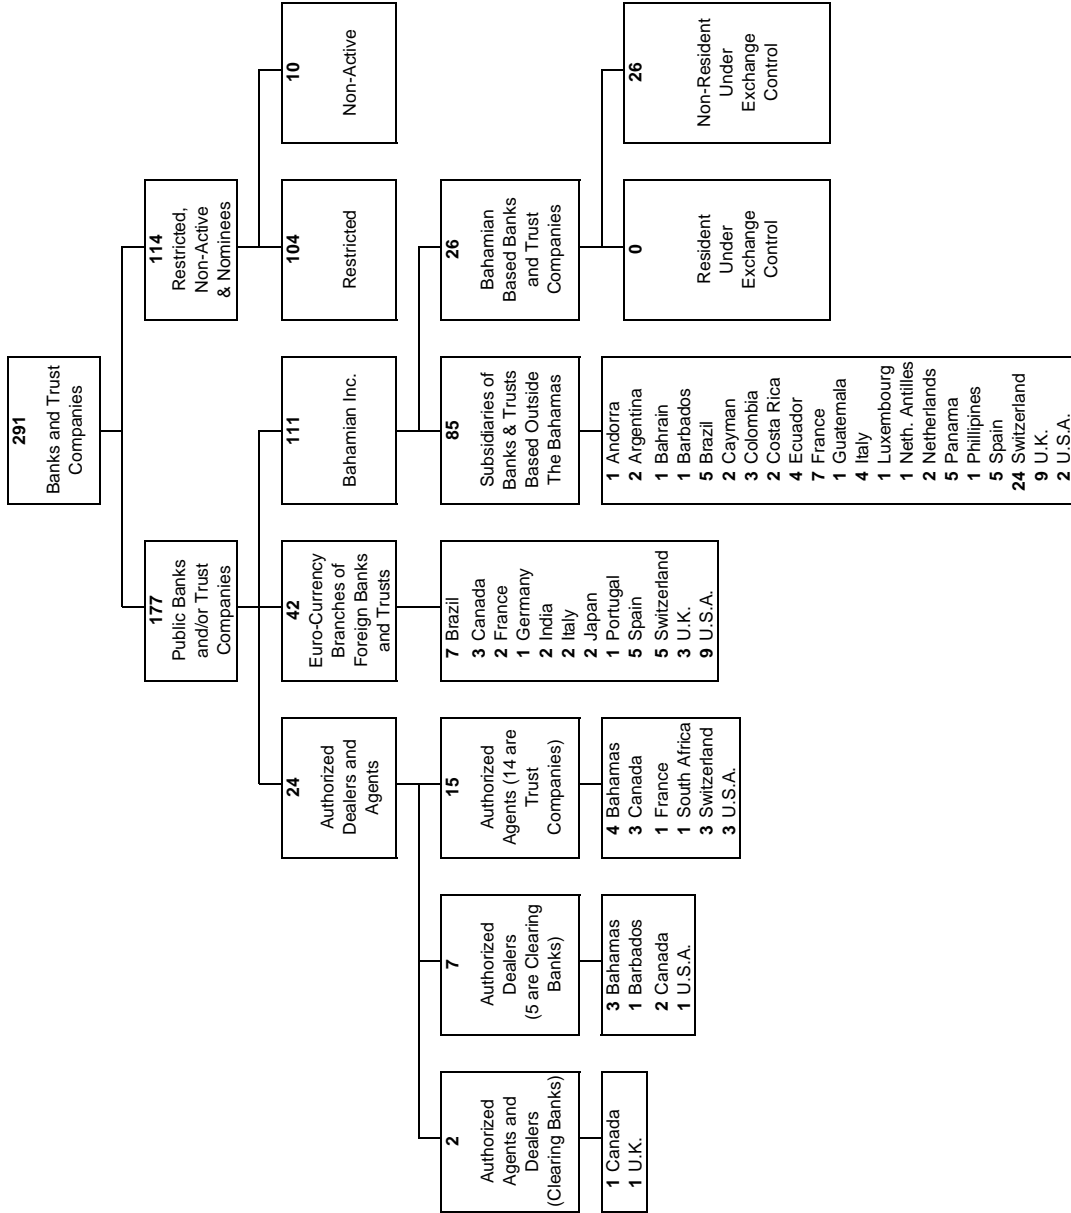 291
Banks and Trust
Companies
177
Public Banks
and/or Trust
Companies
114
Restricted,
Non-Active
& Nominees
24
Authorized
Dealers and
Agents
42
Euro-Currency
Branches of
Foreign Banks
and Trusts
111
Bahamian Inc.
104
Restricted
10
Non-Active
2
Authorized
Agents and
Dealers
(Clearing Banks)
7
Authorized
Dealers
(5 are Clearing
Banks)
15
Authorized
Agents (14 are
Trust
Companies)
7 Brazil
3 Canada
2 France
1 Germany
2 India
2 Italy
2 Japan
1 Portugal
5 Spain
5 Switzerland
3 U.K.
9 U.S.A.
85
Subsidiaries of
Banks & Trusts
Based Outside
The Bahamas
26
Bahamian
Based Banks
and Trust
Companies
1 Canada
1 U.K.
3 Bahamas
1 Barbados
2 Canada
1 U.S.A.
4 Bahamas
3 Canada
1 France
1 South Africa
3 Switzerland
3 U.S.A.
1 Andorra
2 Argentina
1 Bahrain
1 Barbados
5 Brazil
2 Cayman
3 Colombia
2 Costa Rica
4 Ecuador
7 France
1 Guatemala
4 Italy
1 Luxembourg
1 Neth. Antilles
2 Netherlands
5 Panama
1 Phillipines
5 Spain
24 Switzerland
9 U.K.
2 U.S.A.
0
Resident
Under
Exchange
Control
26
Non-Resident
Under
Exchange
Control